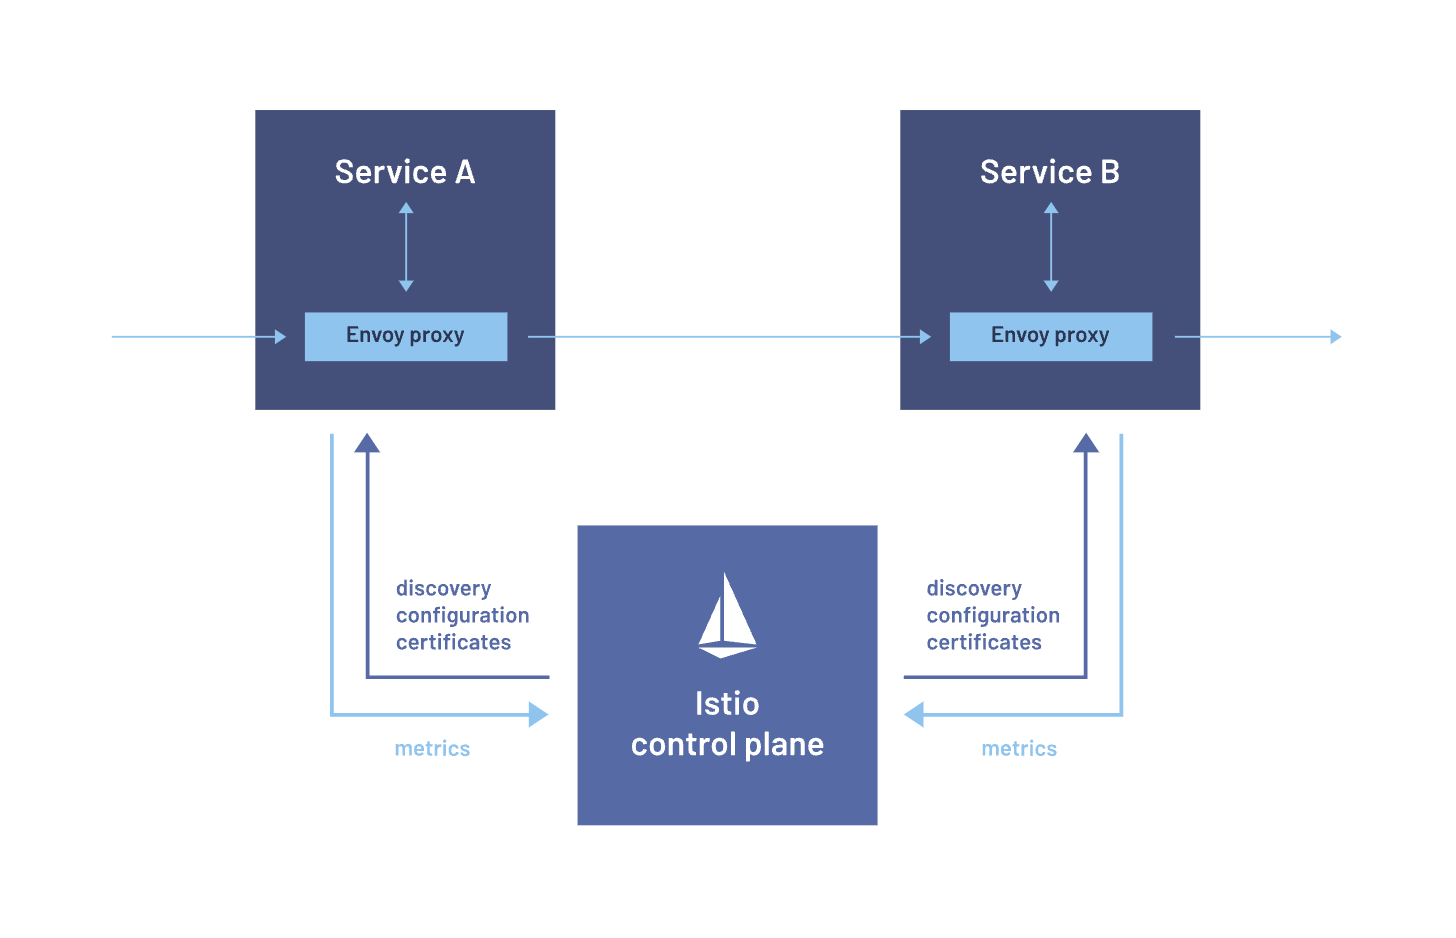 Service A
Service B
Envoy proxy
Envoy proxy
discovery
configuration
certificates
discovery
configuration
certificates
Istio
control plane
metrics
metrics